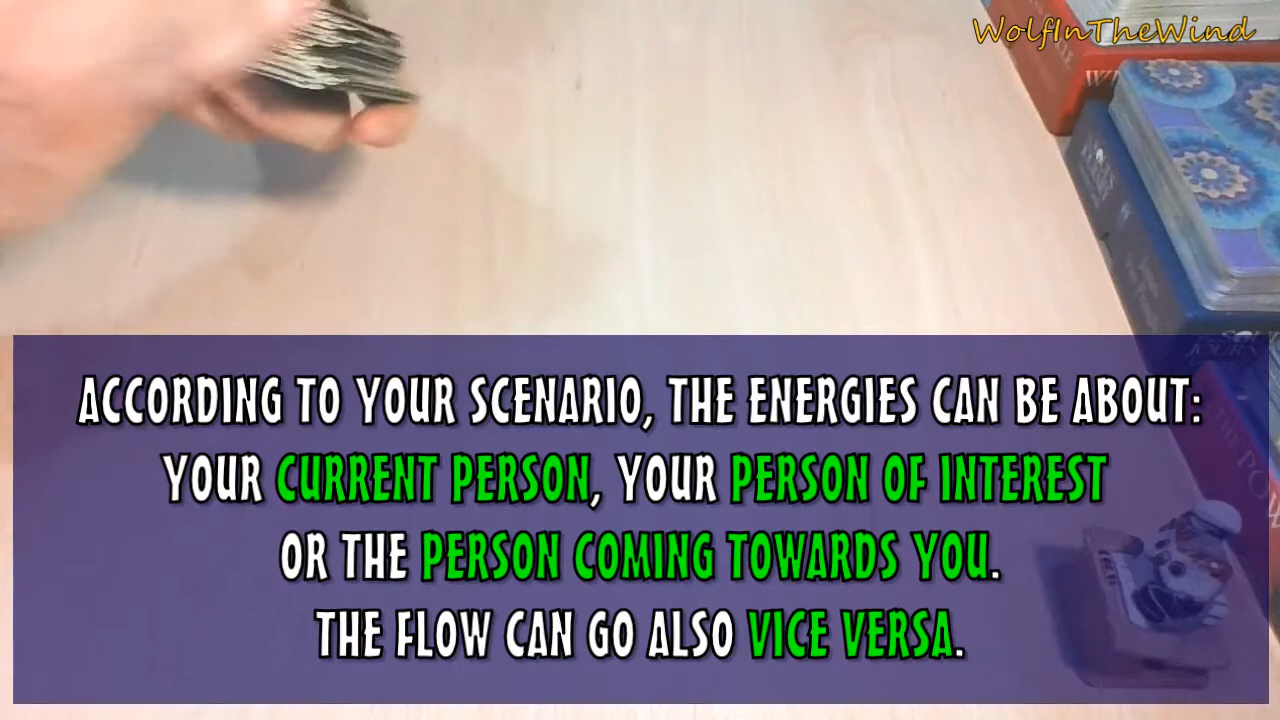 WolfInTheWind
ACCORDING TO YOUR SCENARIO, THE ENERGIES CAN BE ABOUT:
YOUR CURRENT PERSON, YOUR PERSON OF INTEREST
OR THE PERSON COMING TOWARDS YOU.
THE FLOW CAN GO ALSO VICE VERSA.